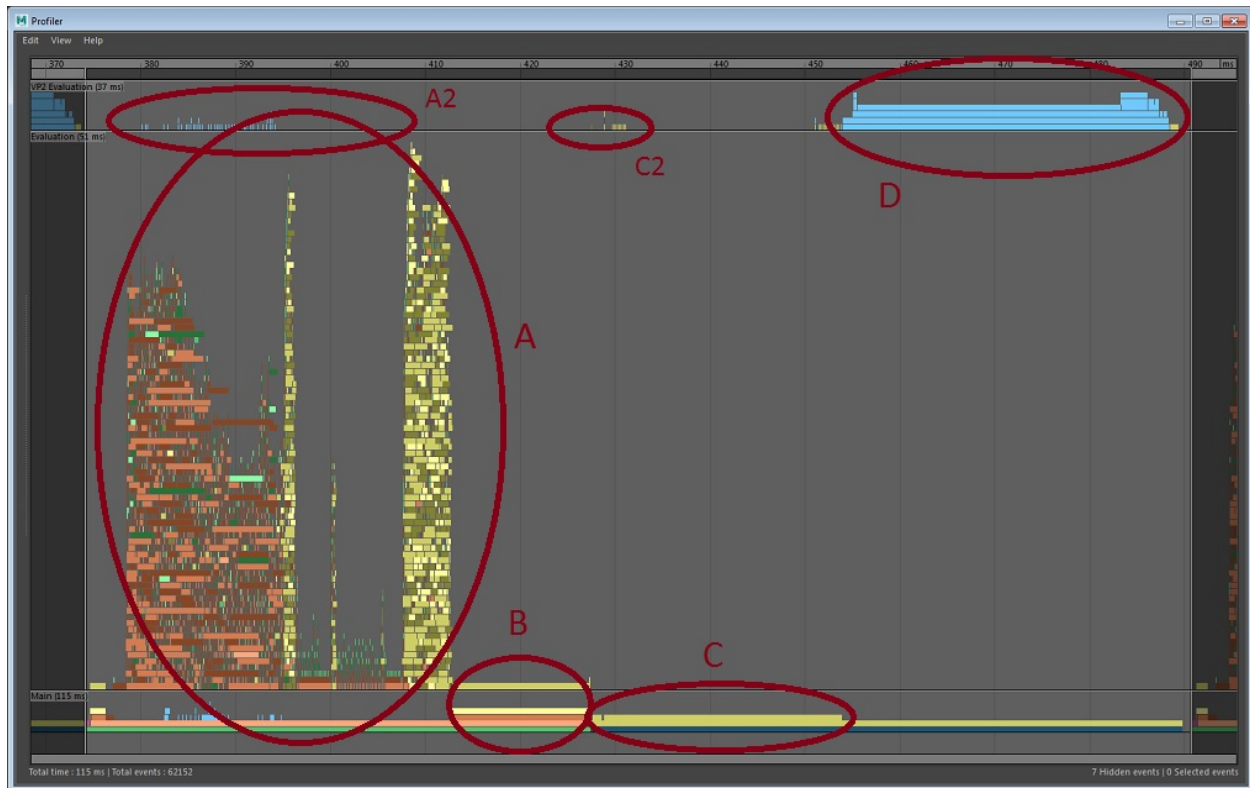 Profiler
Edit View Help
370 380 390 400 410 420 430 440 450 460 470 480 490 ms
VP2 Evaluation (37 ms)
A2
C2
D
Evaluation (51 ms)
A
B
C
Main (115 ms)
Total time : 115 ms | Total events : 62152
7 Hidden events | 0 Selected events